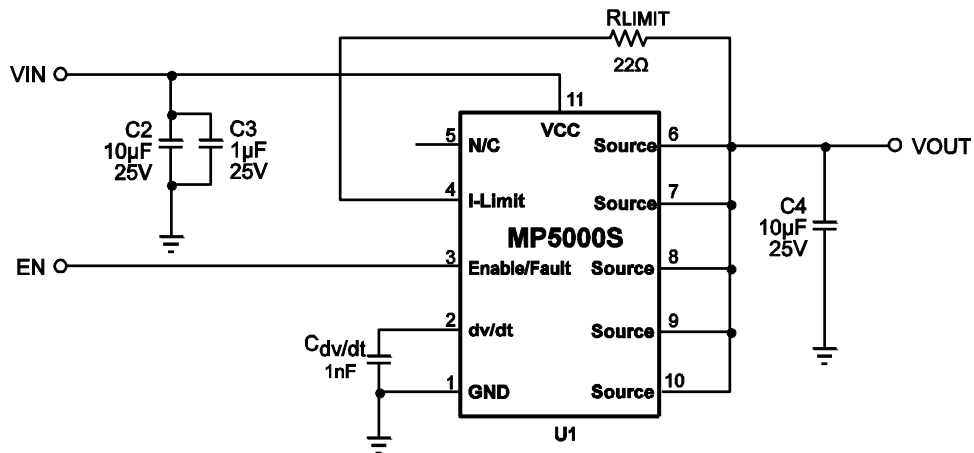 RLIMIT
22Ω
VIN
11
VCC
C2
10µF
25V
C3
1µF
25V
5
N/C
Source
6
VOUT
4
I-Limit
Source
7
C4
10µF
25V
MP5000S
EN
3
Enable/Fault
Source
8
2
dv/dt
Source
9
Cdv/dt
1nF
1
GND
Source
10
U1